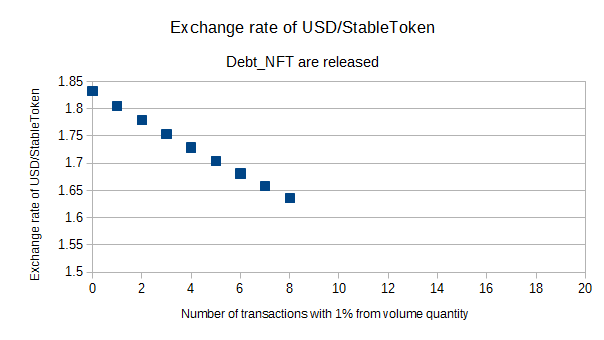 Exchange rate of USD/StableToken
Debt_NFT are released
Exchange rate of USD/StableToken
1.85
1.8
1.75
1.7
1.65
1.6
1.55
1.5
0 2 4 6 8 10 12 14 16 18 20
Number of transactions with 1% from volume quantity